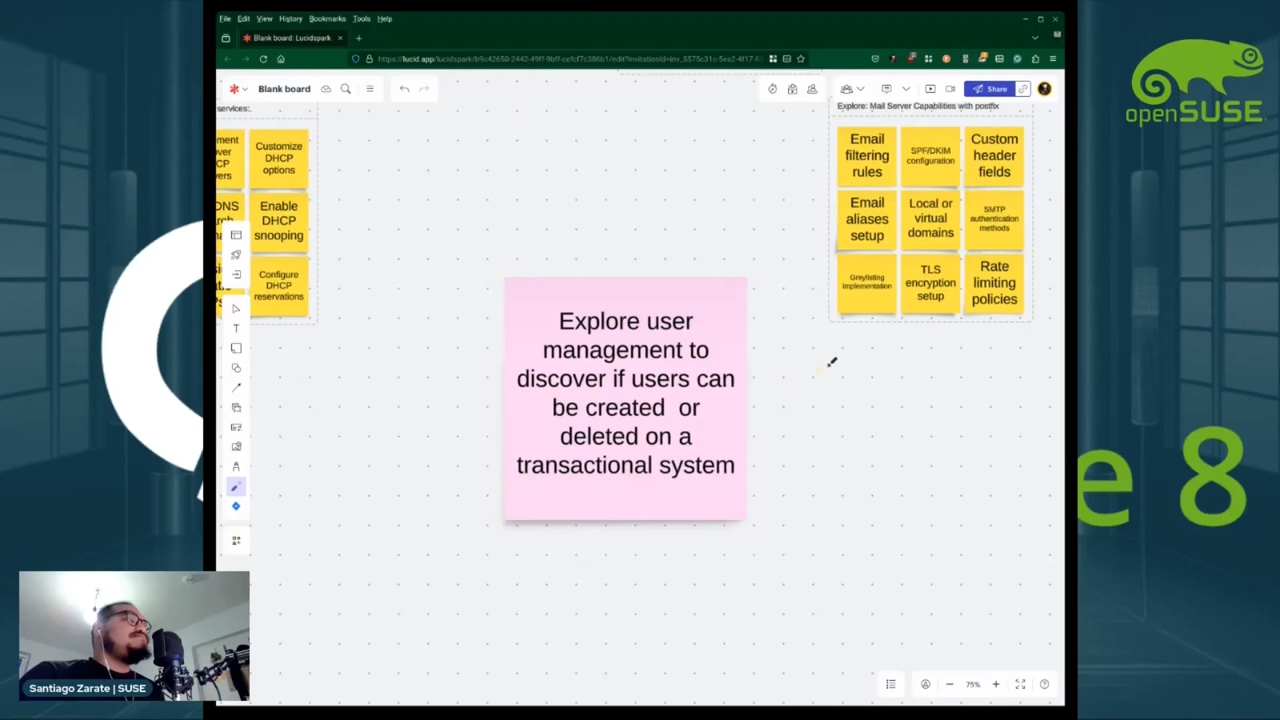 File Edit View History Bookmarks Tools Help
Blank board: Lucidspark
Blank board
Share
services:.
Customize
DHCP
options
Enable
DHCP
snooping
Configure
DHCP
reservations
Explore: Mail Server Capabilities with postfix
Email
filtering
rules
SPF/DKIM
configuration
Custom
header
fields
Email
aliases
setup
Local or
virtual
domains
SMTP
authentication
methods
Greylisting
implementation
TLS
encryption
setup
Rate
limiting
policies
Explore user
management to
discover if users can
be created or
deleted on a
transactional system
75%
Santiago Zarate | SUSE
openSUSE
e 8